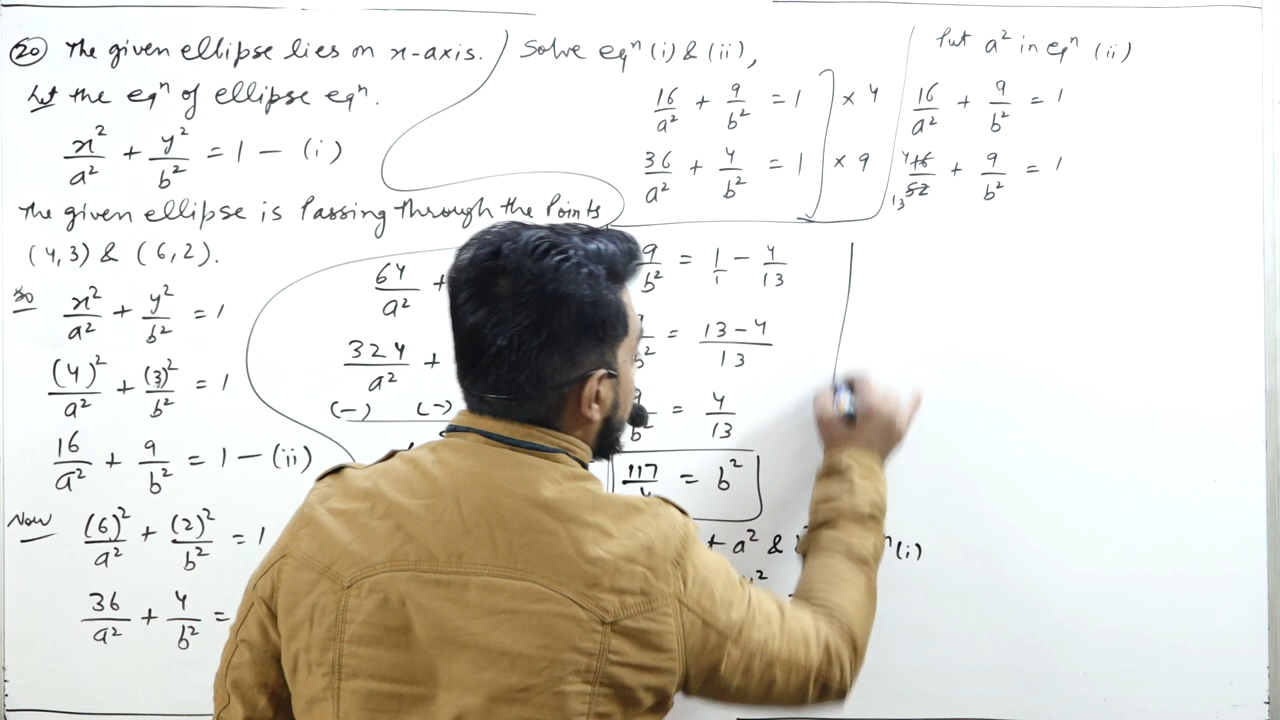 20 The given ellipse lies on x-axis.
Let the eqⁿ of ellipse eqⁿ.
x²/a² + y²/b² = 1 — (i)
The given ellipse is Passing through the Points
(4,3) & (6,2).
So x²/a² + y²/b² = 1
(4)²/a² + (3)²/b² = 1
16/a² + 9/b² = 1 — (ii)
Now (6)²/a² + (2)²/b² = 1
36/a² + 4/b² =
Solve eqⁿ (i) & (ii),
16/a² + 9/b² = 1 × 4
36/a² + 4/b² = 1 × 9
64/a² +
324/a² +
(-) (-)
Put a² in eqⁿ (ii)
16/a² + 9/b² = 1
4 16/13 52 + 9/b² = 1
9/b² = 1/1 - 4/13
= 13-4/13
= 4/13
117 = b²
a² &
(i)